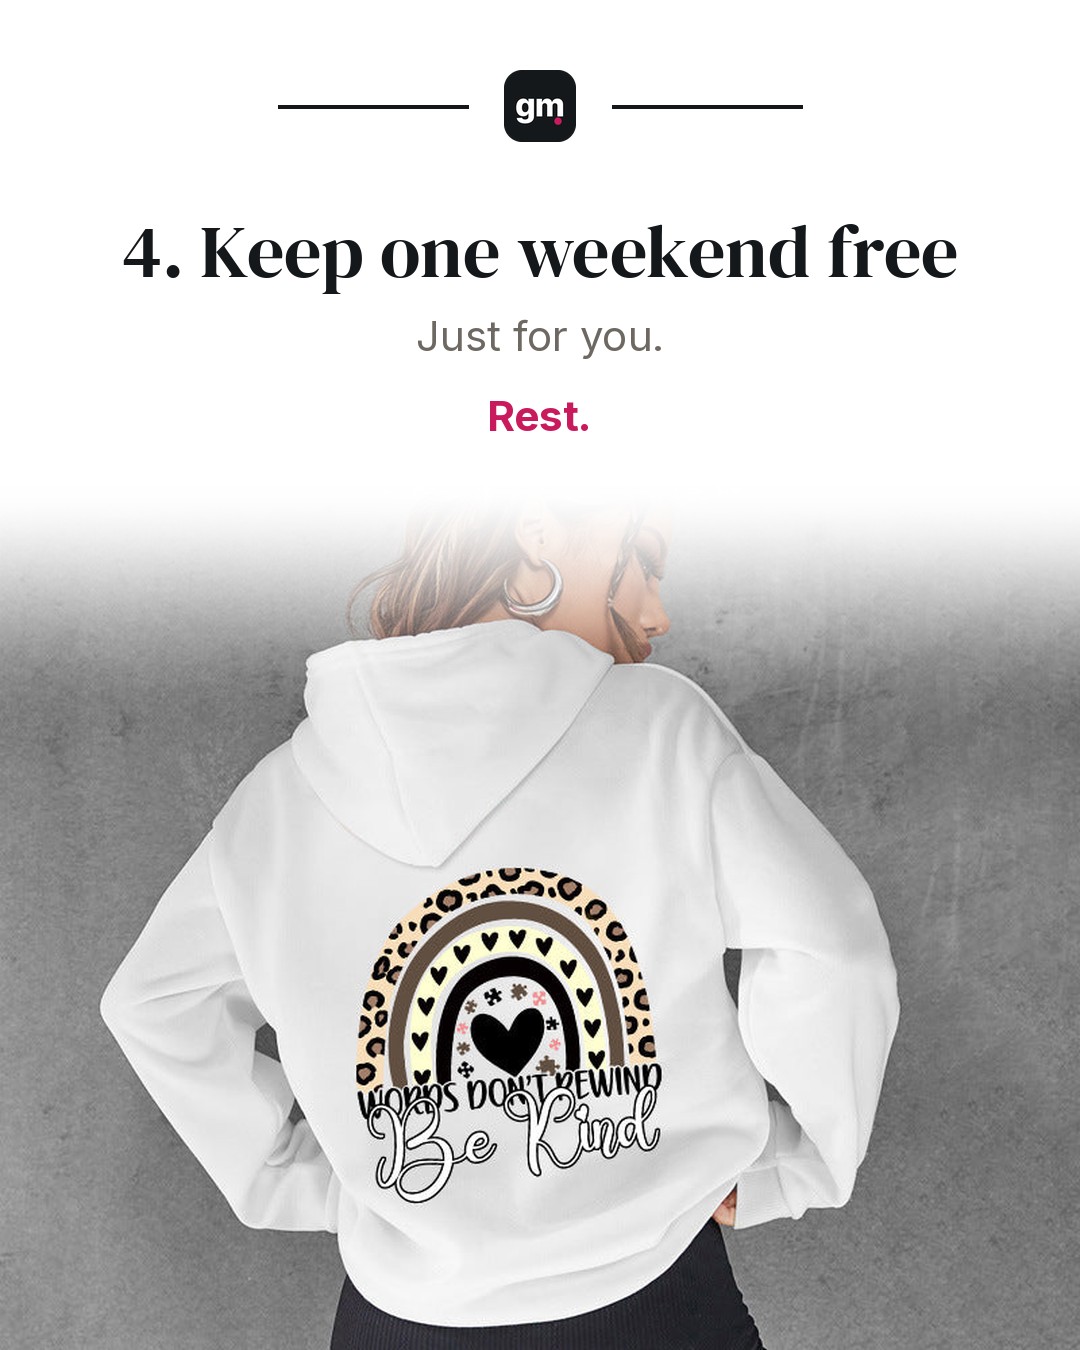 gm.
4. Keep one weekend free
Just for you.
Rest.
WORDS DON'T REWIND
Be Kind